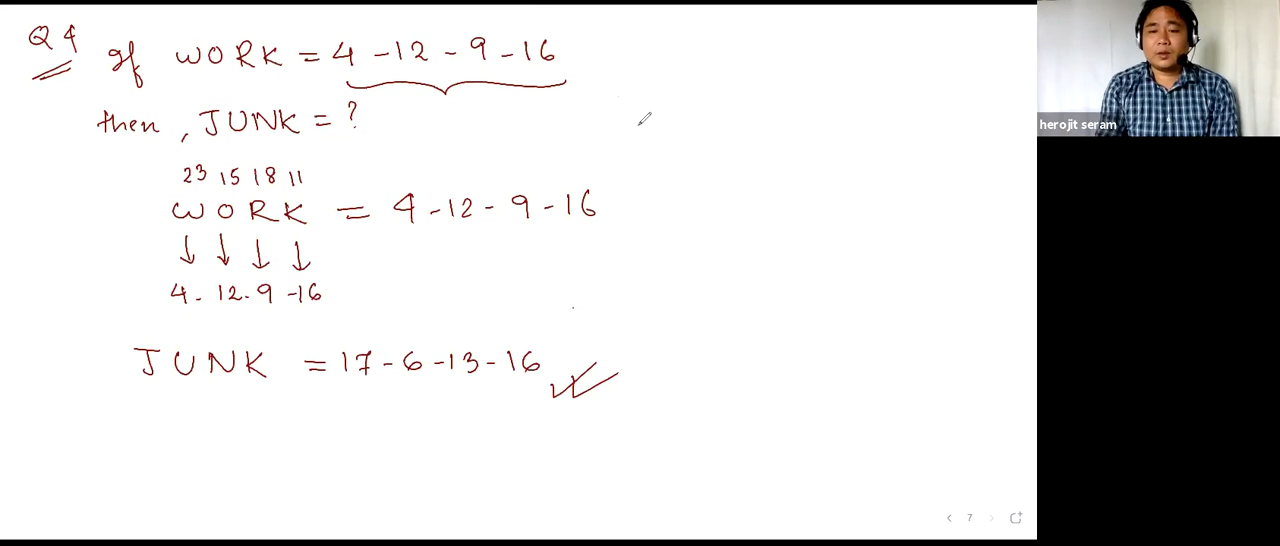 Q4 If WORK = 4 - 12 - 9 - 16
then, JUNK = ?
23 15 18 11
WORK = 4 - 12 - 9 - 16
4 - 12 - 9 - 16
JUNK = 17 - 6 - 13 - 16
herojit seram
7